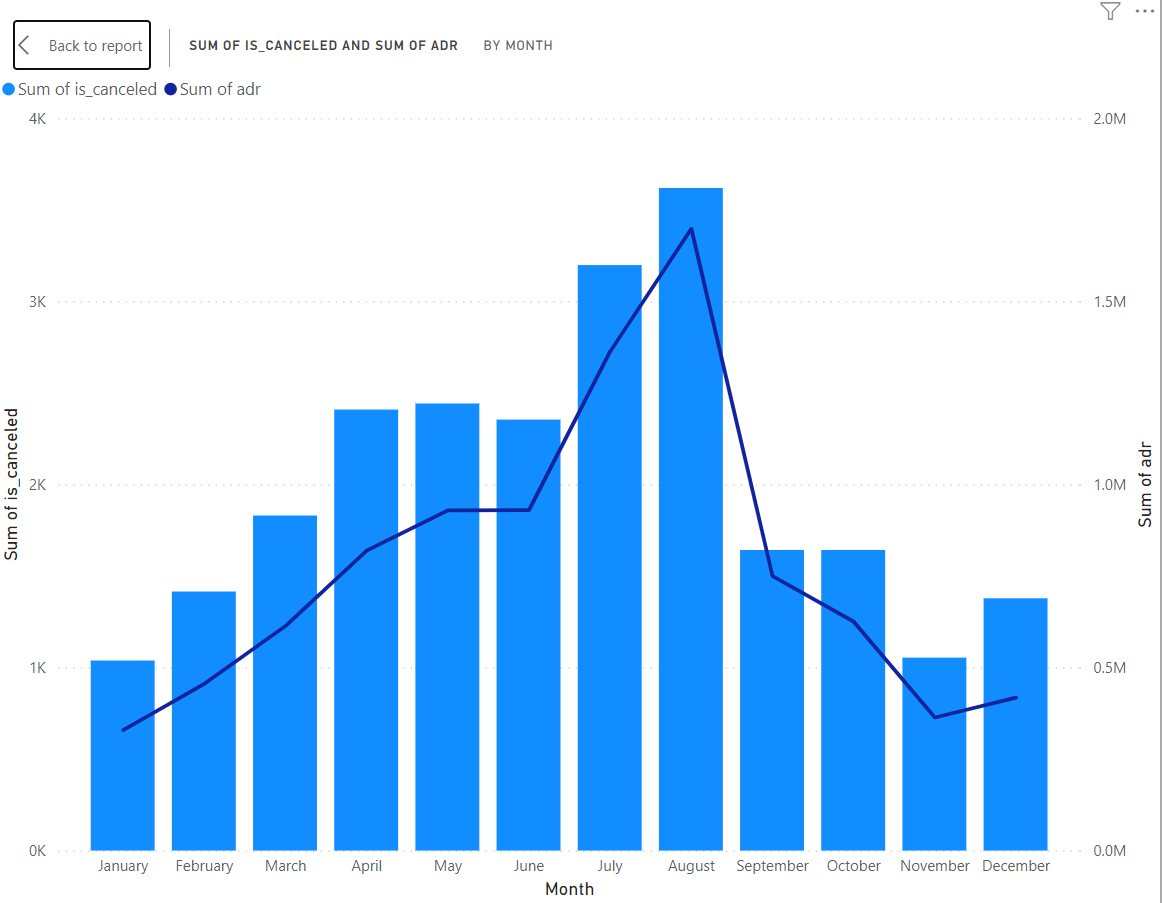 Back to report
SUM OF IS_CANCELED AND SUM OF ADR BY MONTH
Sum of is_canceled Sum of adr
4K 2.0M
3K 1.5M
2K 1.0M
1K 0.5M
0K 0.0M
Sum of is_canceled
Sum of adr
January February March April May June July August September October November December
Month